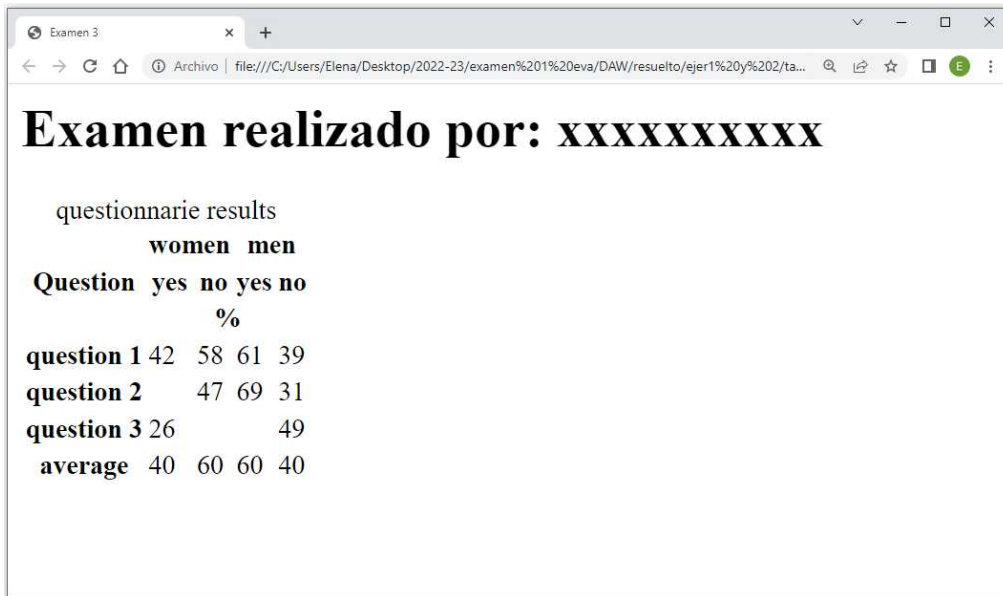 Examen 3
Archivo | file:///C:/Users/Elena/Desktop/2022-23/examen%201%20eva/DAW/resuelto/ejer1%20y%202/ta...
E
Examen realizado por: xxxxxxxxxx
questionnarie results
women men
Question yes no yes no
%
question 1 42 58 61 39
question 2 47 69 31
question 3 26 49
average 40 60 60 40